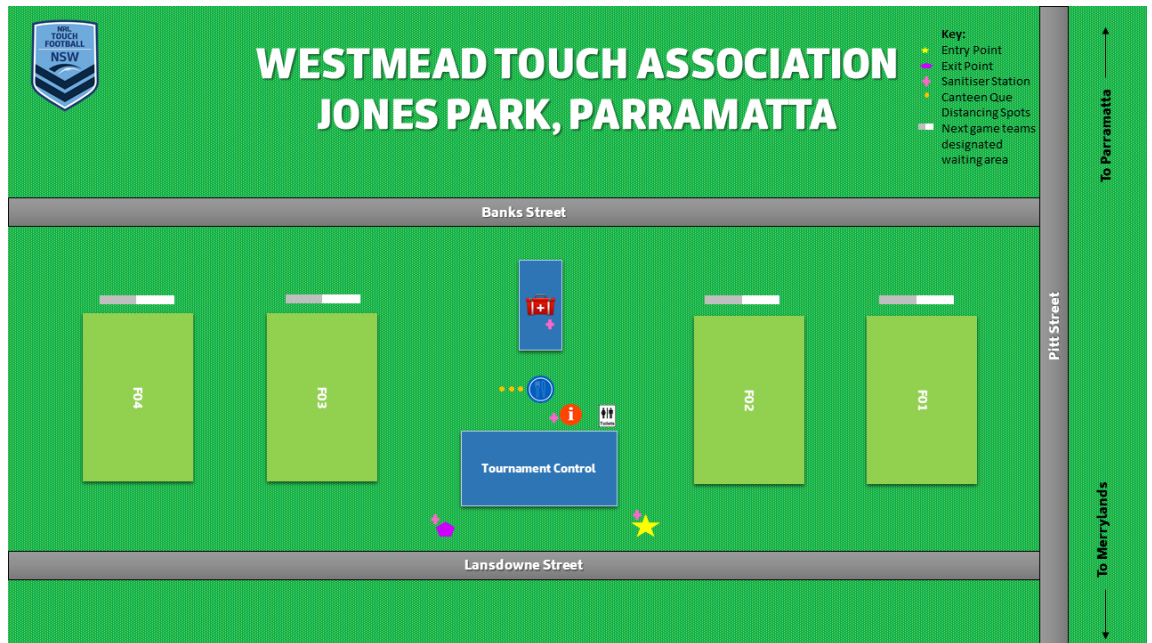 NRL
TOUCH
FOOTBALL
NSW
WESTMEAD TOUCH ASSOCIATION
JONES PARK, PARRAMATTA
Key:
Entry Point
Exit Point
Sanitiser Station
Canteen Que
Distancing Spots
Next game teams
designated
waiting area
To Parramatta
Banks Street
Pitt Street
F04
F03
F02
F01
i
Toilets
Tournament Control
To Merrylands
Lansdowne Street